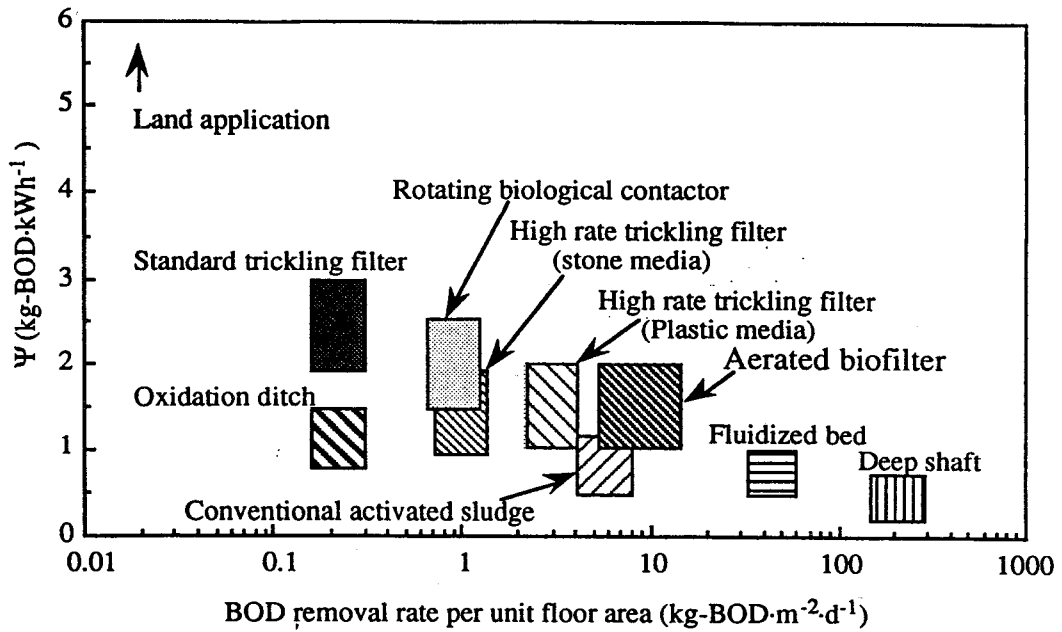 6
5
4
3
2
1
0
Ψ (kg-BOD·kWh-1)
Land application
Rotating biological contactor
High rate trickling filter
(stone media)
Standard trickling filter
High rate trickling filter
(Plastic media)
Aerated biofilter
Oxidation ditch
Fluidized bed
Deep shaft
Conventional activated sludge
0.01 0.1 1 10 100 1000
BOD removal rate per unit floor area (kg-BOD·m-2·d-1)